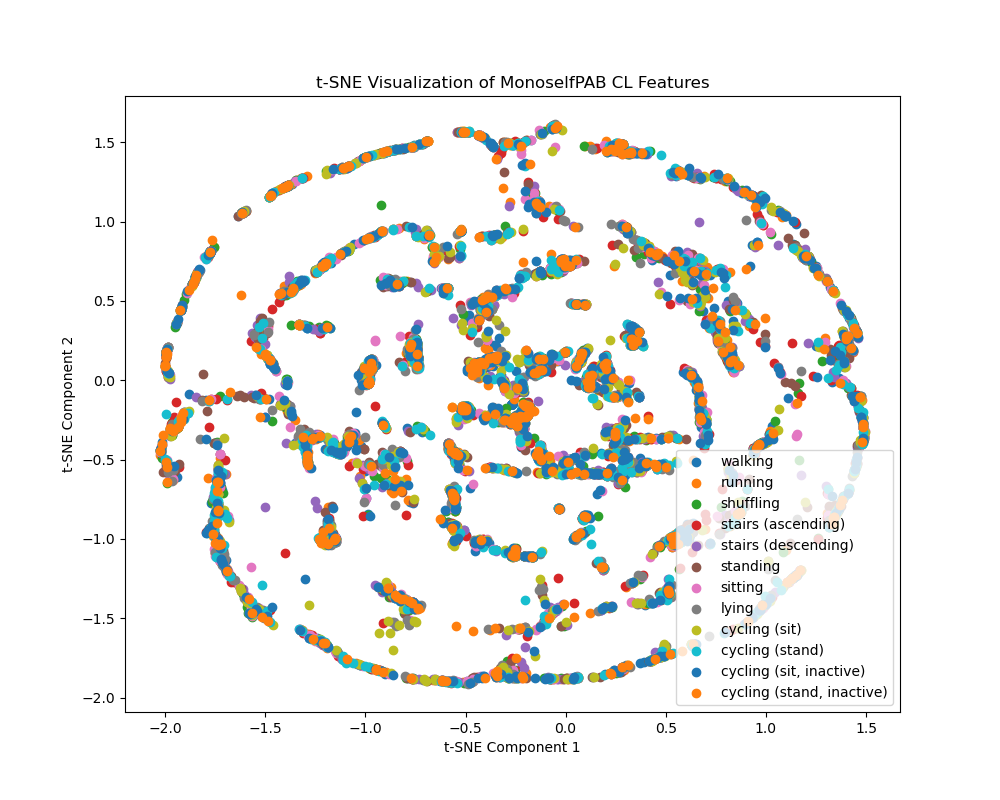 t-SNE Visualization of MonoselfPAB CL Features
t-SNE Component 2
1.5
1.0
0.5
0.0
−0.5
−1.0
−1.5
−2.0
walking
running
shuffling
stairs (ascending)
stairs (descending)
standing
sitting
lying
cycling (sit)
cycling (stand)
cycling (sit, inactive)
cycling (stand, inactive)
−2.0 −1.5 −1.0 −0.5 0.0 0.5 1.0 1.5
t-SNE Component 1